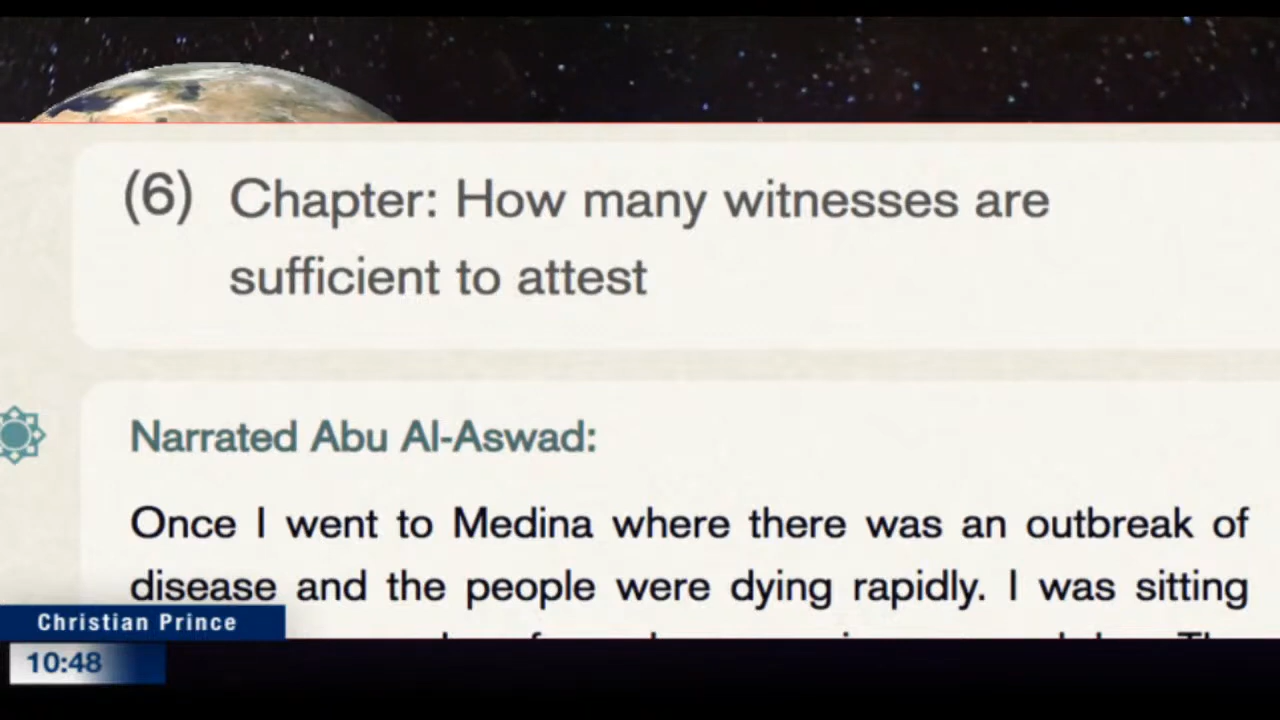 (6) Chapter: How many witnesses are
sufficient to attest
Narrated Abu Al-Aswad:
Once I went to Medina where there was an outbreak of
disease and the people were dying rapidly. I was sitting
Christian Prince
10:48